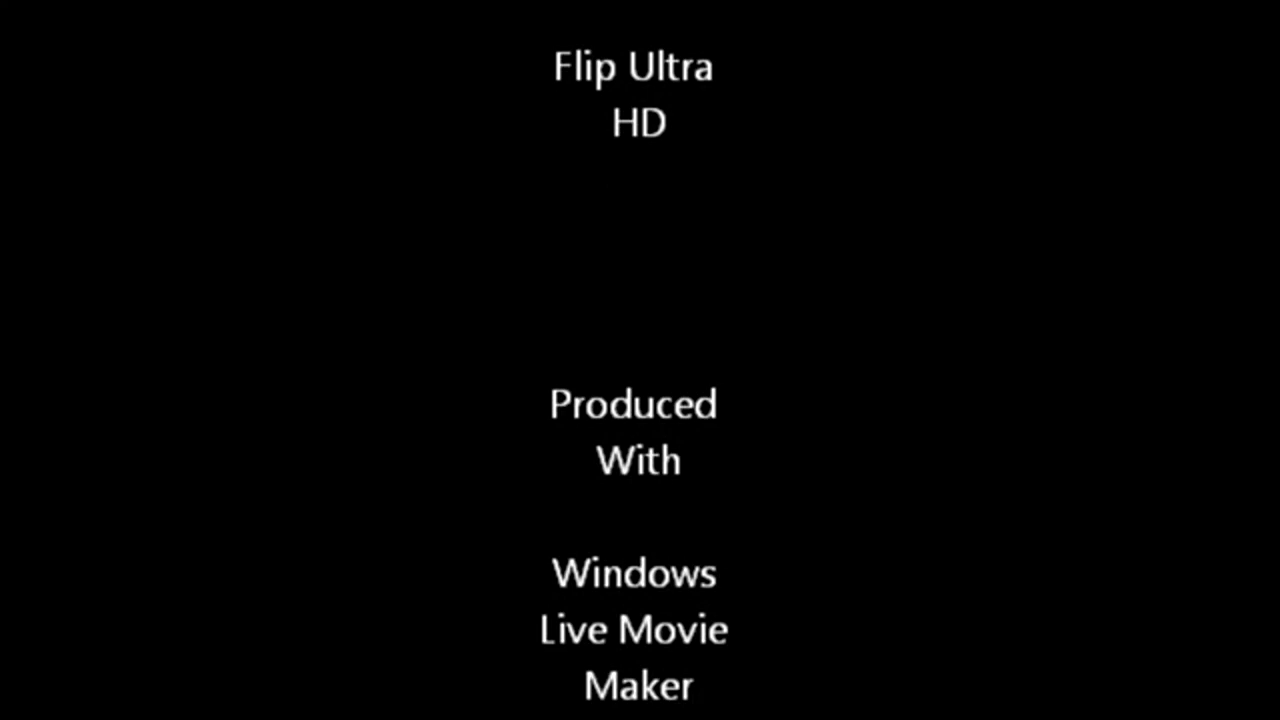 Flip Ultra
HD
Produced
With
Windows
Live Movie
Maker